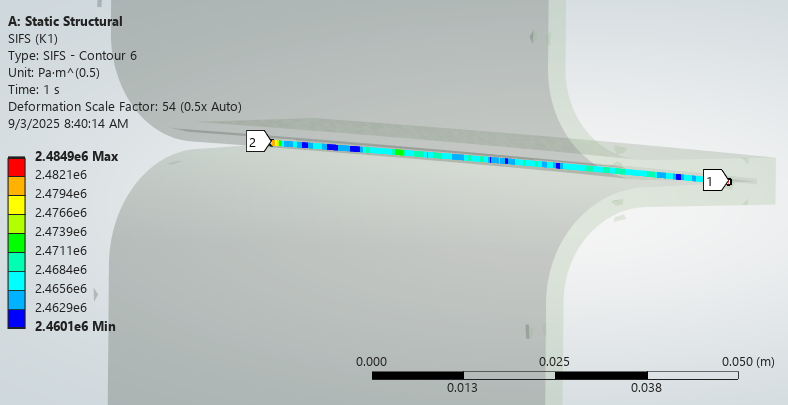 A: Static Structural
SIFS (K1)
Type: SIFS - Contour 6
Unit: Pa·m^(0.5)
Time: 1 s
Deformation Scale Factor: 54 (0.5x Auto)
9/3/2025 8:40:14 AM
2.4849e6 Max
2.4821e6
2.4794e6
2.4766e6
2.4739e6
2.4711e6
2.4684e6
2.4656e6
2.4629e6
2.4601e6 Min
2
1
0.000 0.025 0.050 (m)
0.013 0.038